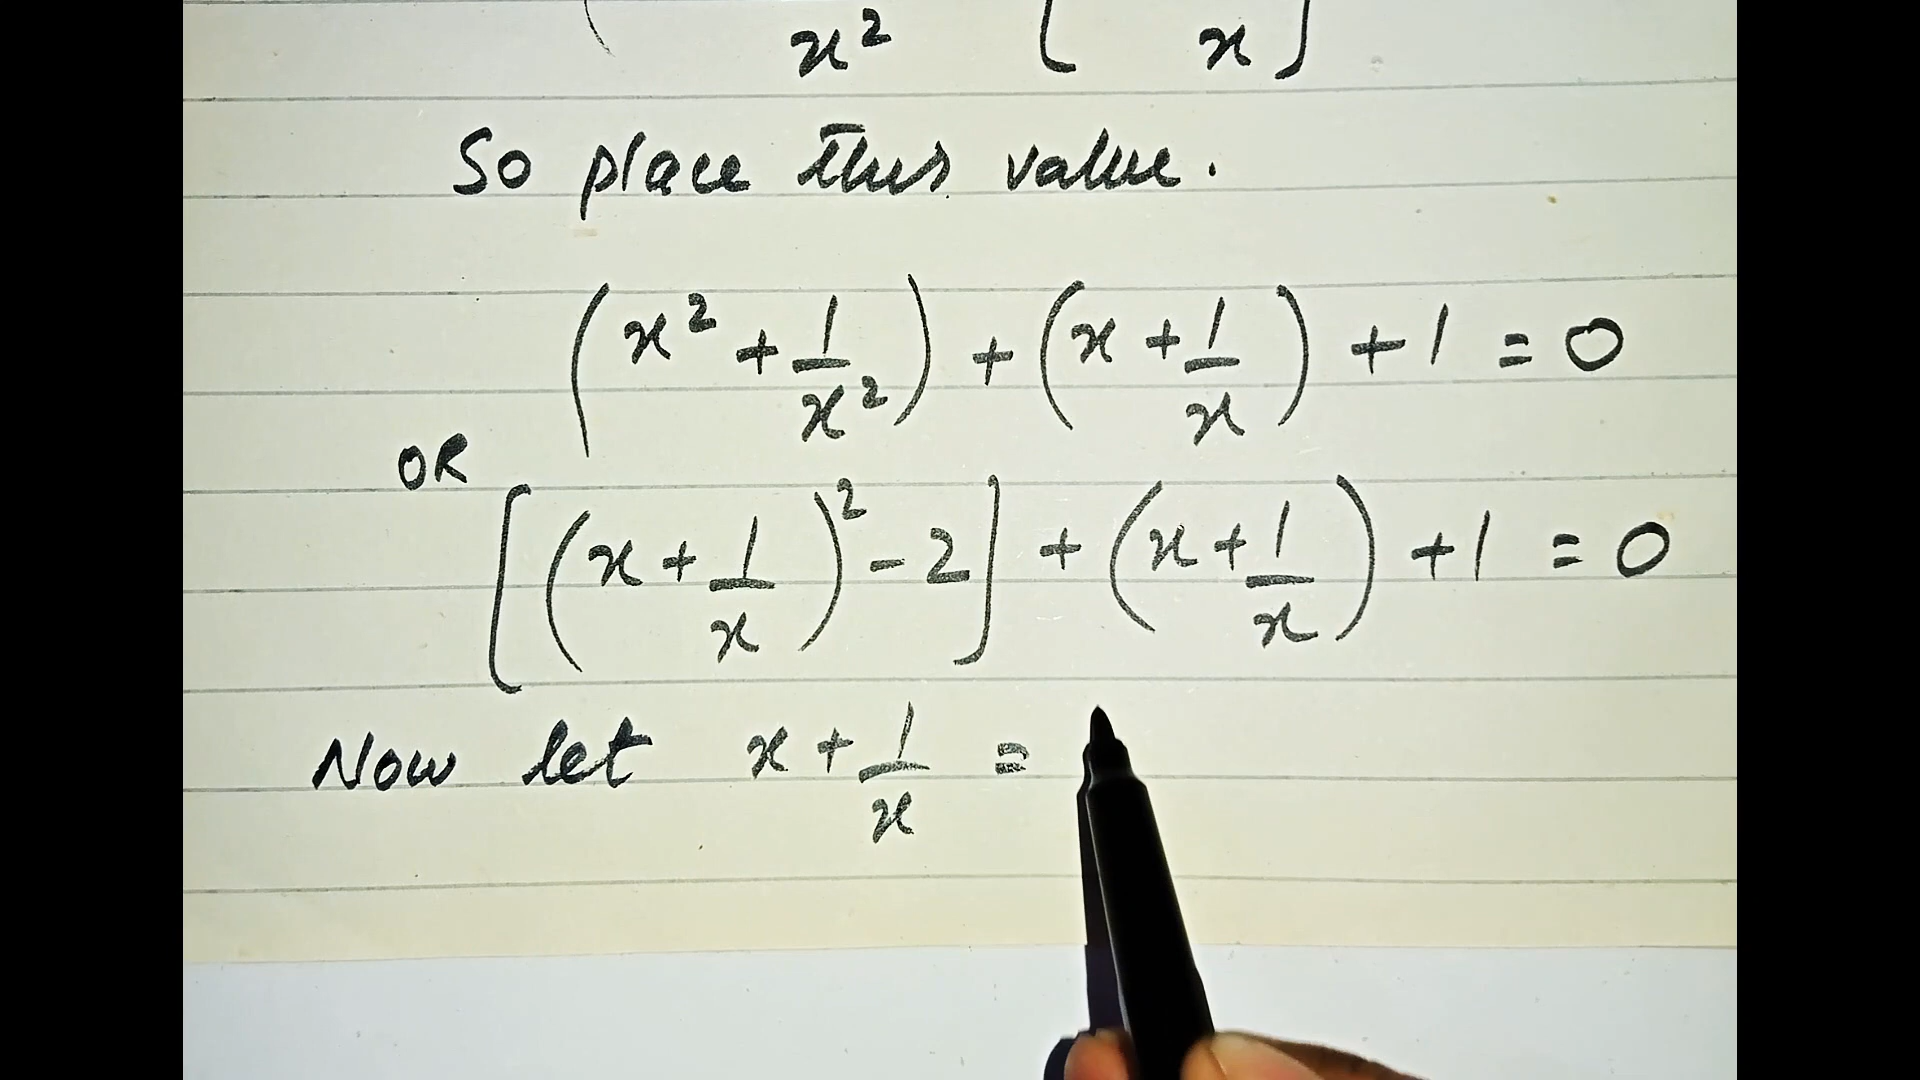 x² [ x ]
So place this value.
(x² + 1/x²) + (x + 1/x) + 1 = 0
OR
[(x + 1/x)² - 2] + (x + 1/x) + 1 = 0
Now let x + 1/x =